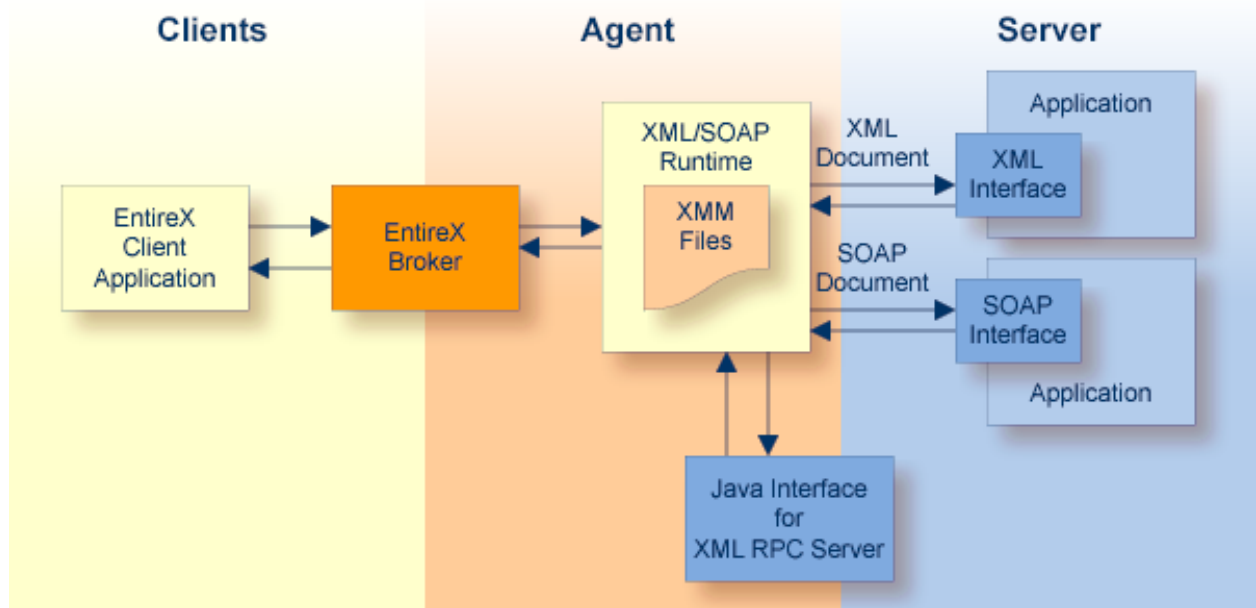 Clients
Agent
Server
EntireX
Client
Application
EntireX
Broker
XML/SOAP
Runtime
XMM
Files
XML
Document
SOAP
Document
Application
XML
Interface
SOAP
Interface
Application
Java Interface
for
XML RPC Server